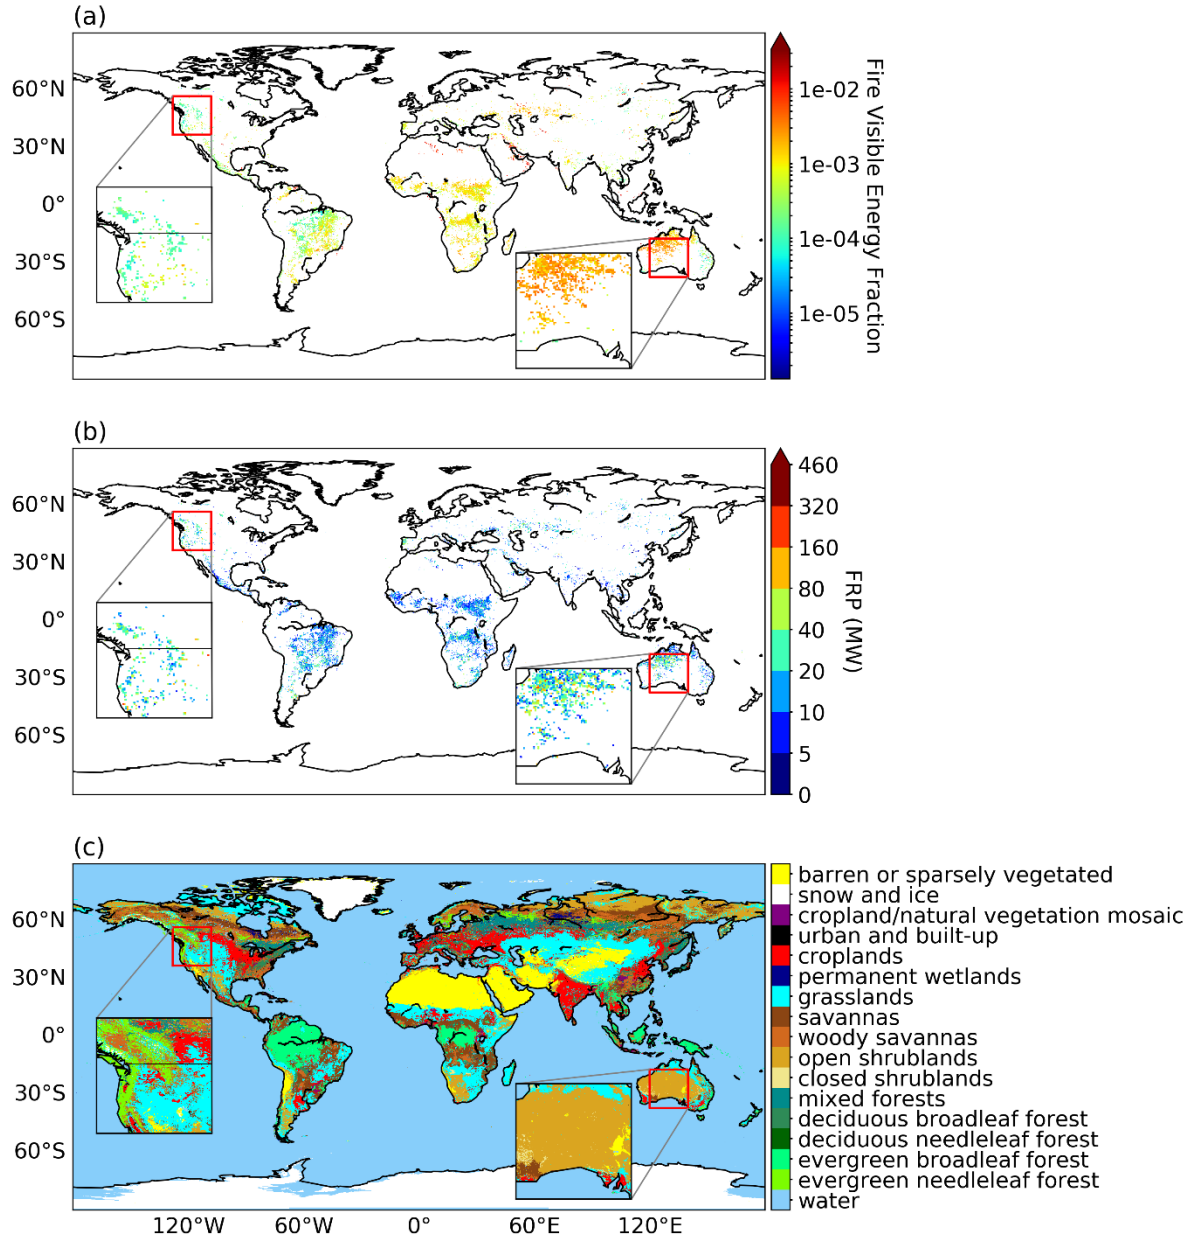 (a)
60°N
30°N
0°
30°S
60°S
1e-02
1e-03
1e-04
1e-05
Fire Visible Energy Fraction
(b)
60°N
30°N
0°
30°S
60°S
460
320
160
80
40
20
10
5
0
FRP (MW)
(c)
60°N
30°N
0°
30°S
60°S
120°W
60°W
0°
60°E
120°E
barren or sparsely vegetated
snow and ice
cropland/natural vegetation mosaic
urban and built-up
croplands
permanent wetlands
grasslands
savannas
woody savannas
open shrublands
closed shrublands
mixed forests
deciduous broadleaf forest
deciduous needleleaf forest
evergreen broadleaf forest
evergreen needleleaf forest
water